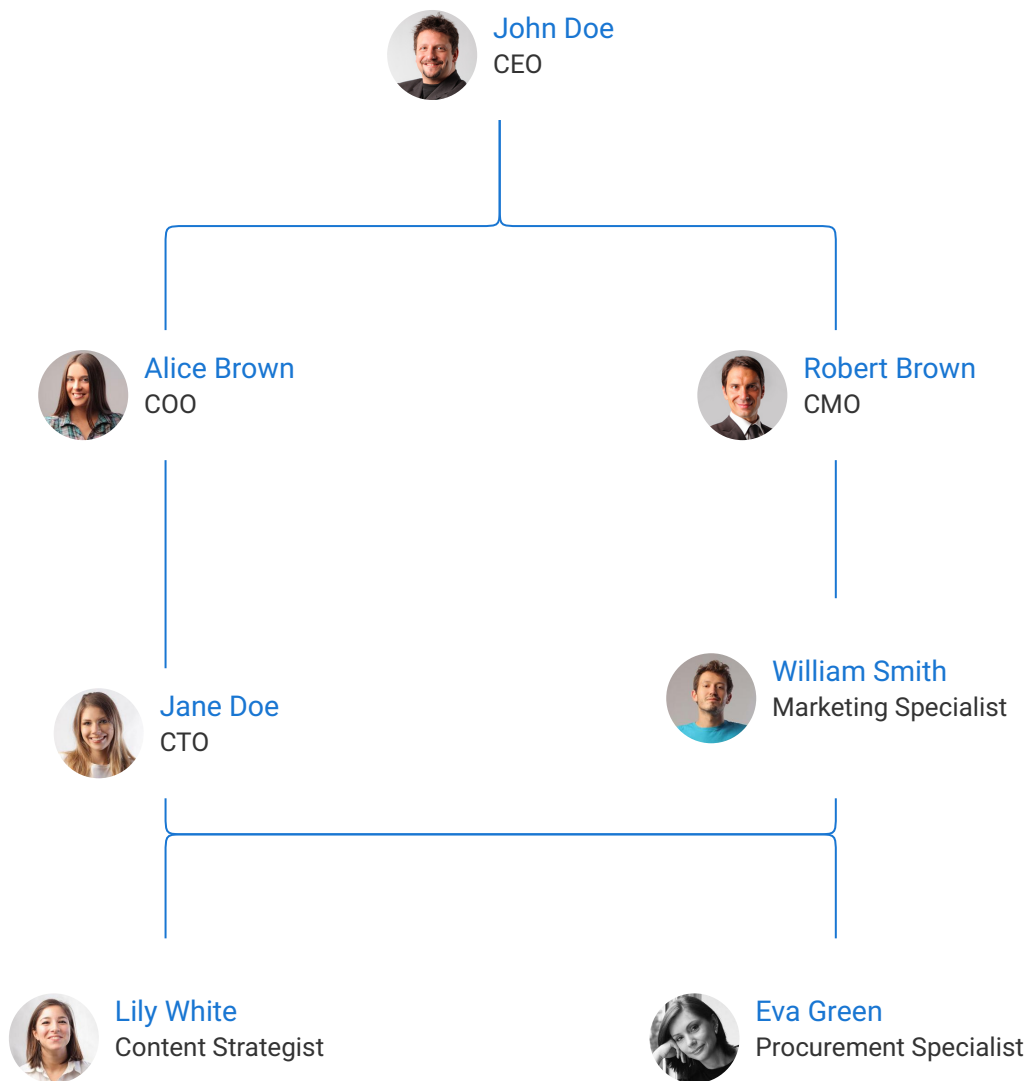 John Doe
CEO
Alice Brown
COO
Robert Brown
CMO
Jane Doe
CTO
William Smith
Marketing Specialist
Lily White
Content Strategist
Eva Green
Procurement Specialist